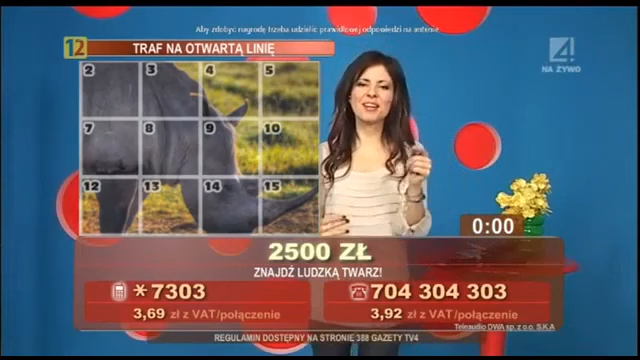 Aby zdobyć nagrodę trzeba udzielić prawidłowej odpowiedzi na antenie
12
TRAF NA OTWARTĄ LINIĘ
4
NA ŻYWO
2 3 4 5
7 8 9 10
12 13 14 15
0:00
2500 ZŁ
ZNAJDŹ LUDZKĄ TWARZ!
*7303
704 304 303
3,69 zł z VAT/połączenie
3,92 zł z VAT/połączenie
Teleaudio DWA sp. z o.o. S.K.A
REGULAMIN DOSTĘPNY NA STRONIE 388 GAZETY TV4